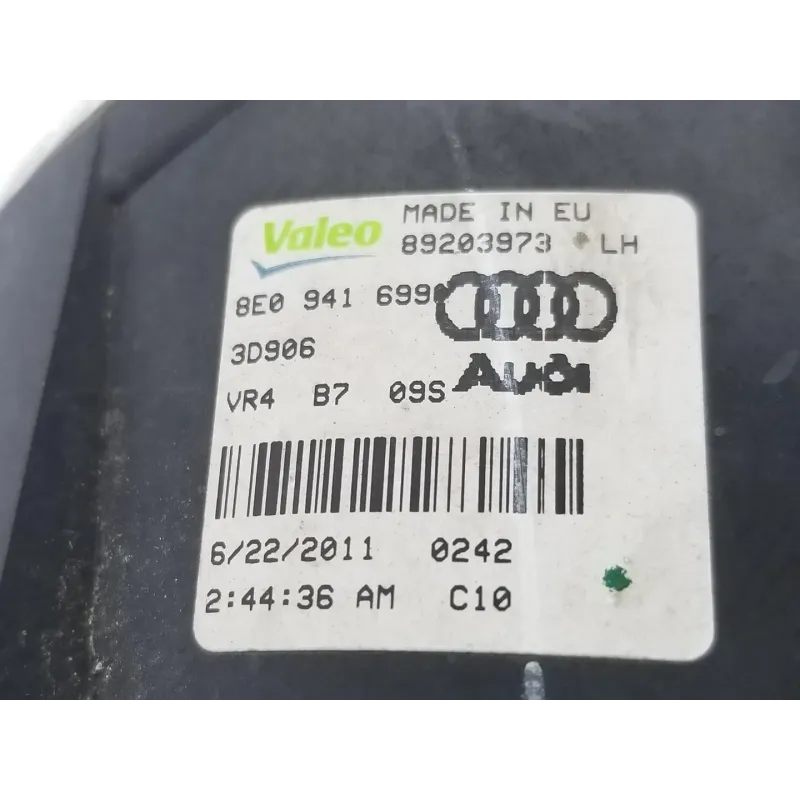 Valeo MADE IN EU
89203973 LH
8E0 941 699
3D906 Audi
VR4 B7 09S
6/22/2011 0242
2:44:36 AM C10